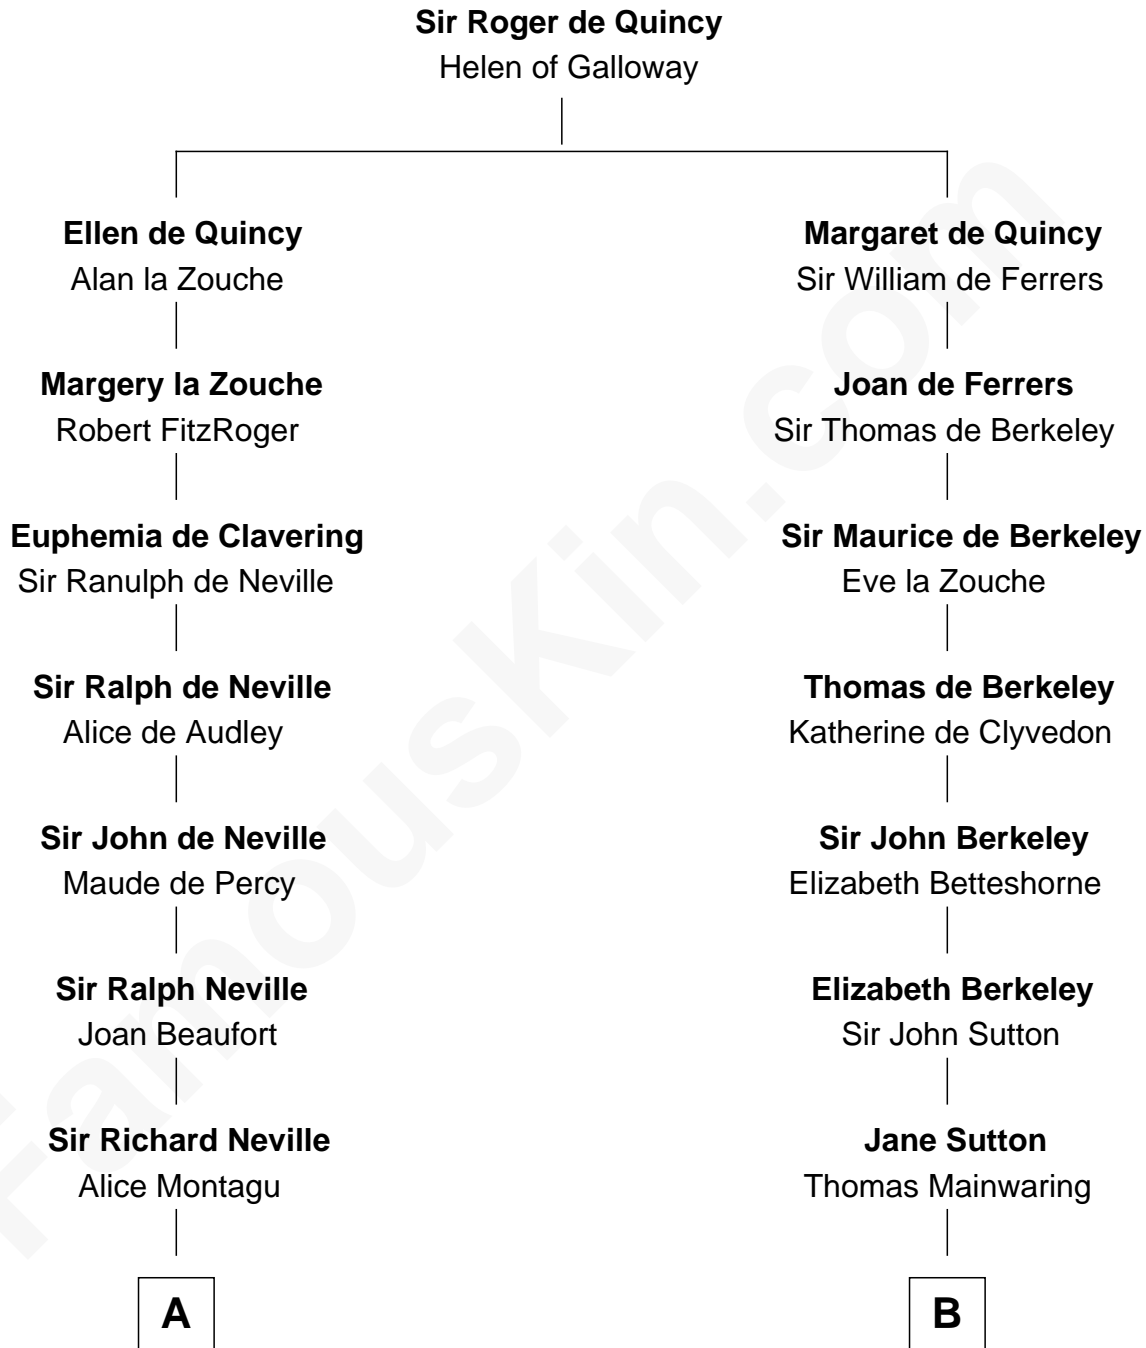 Sir Roger de Quincy
Helen of Galloway
Ellen de Quincy
Alan la Zouche
Margaret de Quincy
Sir William de Ferrers
Margery la Zouche
Robert FitzRoger
Joan de Ferrers
Sir Thomas de Berkeley
Euphemia de Clavering
Sir Ranulph de Neville
Sir Maurice de Berkeley
Eve la Zouche
Sir Ralph de Neville
Alice de Audley
Thomas de Berkeley
Katherine de Clyvedon
Sir John de Neville
Maude de Percy
Sir John Berkeley
Elizabeth Betteshorne
Sir Ralph Neville
Joan Beaufort
Elizabeth Berkeley
Sir John Sutton
Sir Richard Neville
Alice Montagu
Jane Sutton
Thomas Mainwaring
A
B
FamousKin.com